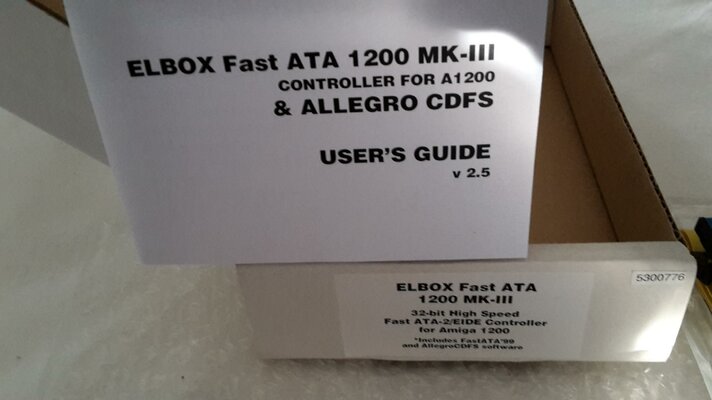 ELBOX Fast ATA 1200 MK-III
CONTROLLER FOR A1200
& ALLEGRO CDFS
USER'S GUIDE
v 2.5
5300776
ELBOX Fast ATA
1200 MK-III
32-bit High Speed
Fast ATA-2/EIDE Controller
for Amiga 1200
*Includes FastATA'99
and AllegroCDFS software